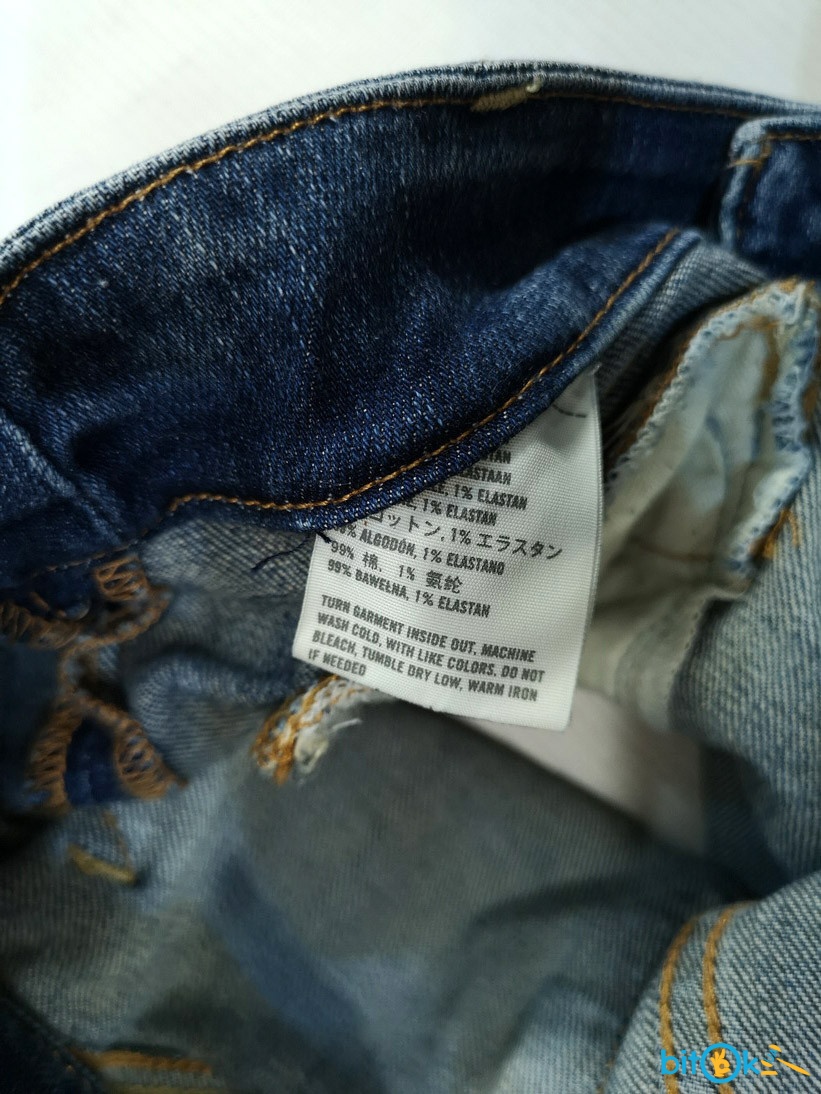 TAN
ASTAAN
, 1% ELASTAN
, 1% ELASTAN
コットン, 1% エラスタン
% ALGODÓN, 1% ELASTANO
99% 棉, 1% 氨纶
99% BAWEŁNA, 1% ELASTAN
TURN GARMENT INSIDE OUT, MACHINE
WASH COLD, WITH LIKE COLORS, DO NOT
BLEACH, TUMBLE DRY LOW, WARM IRON
IF NEEDED
bitOk